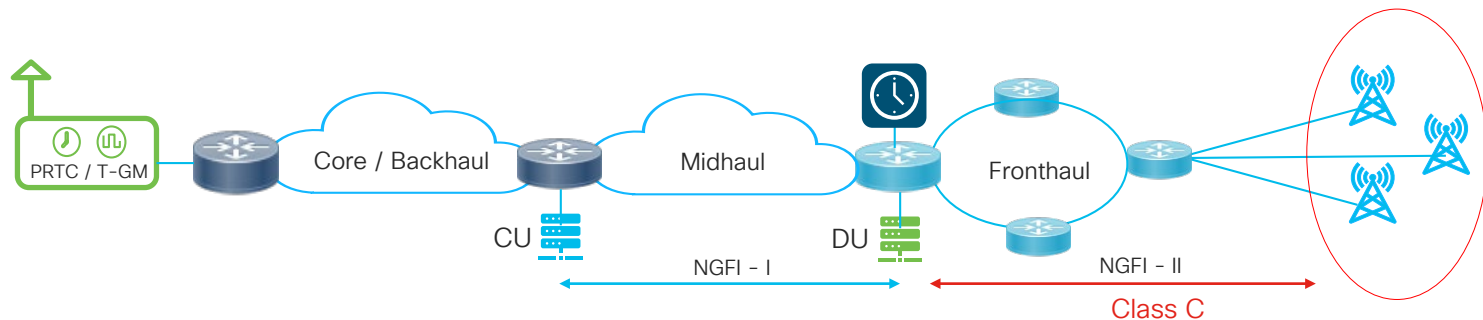 PRTC / T-GM
Core / Backhaul
Midhaul
Fronthaul
CU
DU
NGFI - I
NGFI - II
Class C